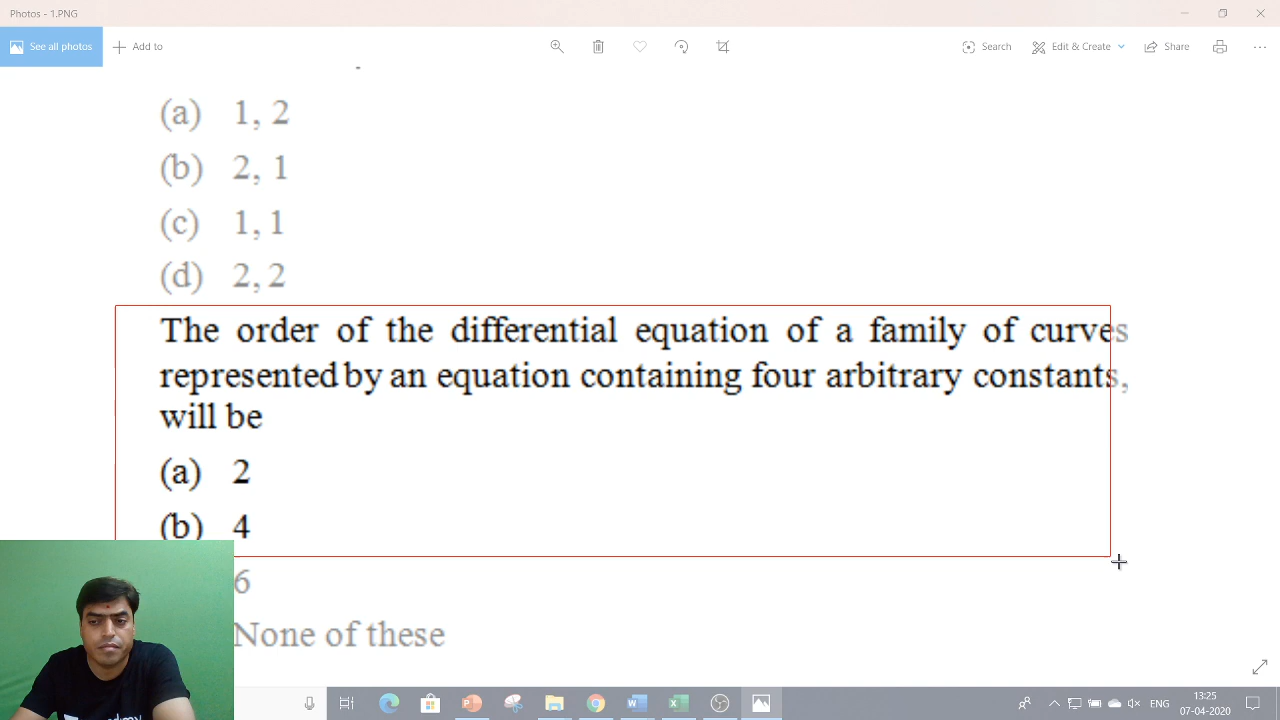 Photos - 1.PNG
See all photos
Add to
Search
Edit & Create
Share
(a) 1, 2
(b) 2, 1
(c) 1, 1
(d) 2, 2
The order of the differential equation of a family of curves
represented by an equation containing four arbitrary constants,
will be
(a) 2
(b) 4
6
None of these
ENG
13:25
07-04-2020